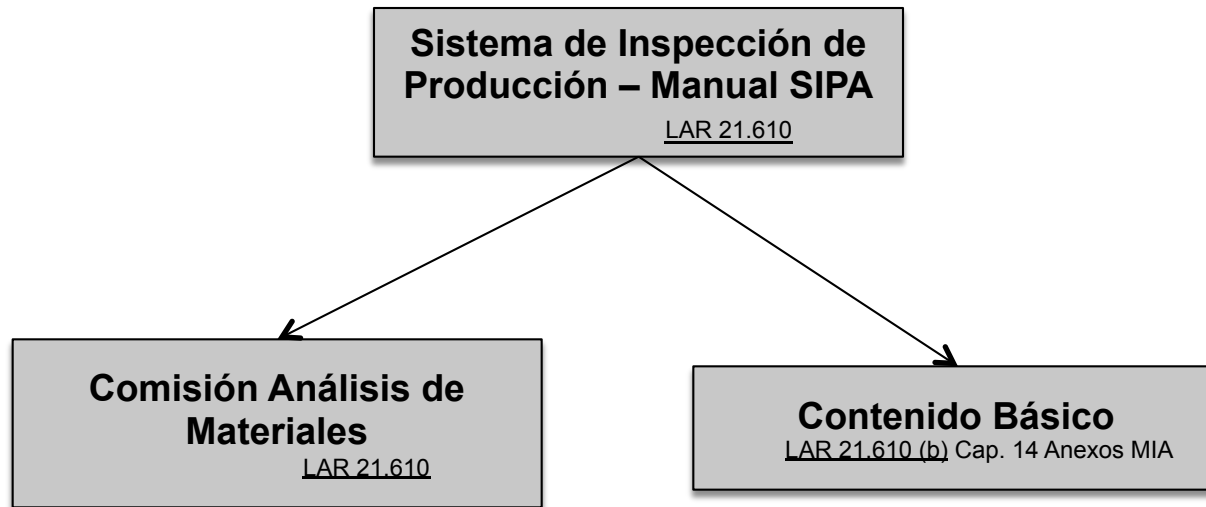 Sistema de Inspección de
Producción – Manual SIPA
LAR 21.610
Comisión Análisis de
Materiales
LAR 21.610
Contenido Básico
LAR 21.610 (b) Cap. 14 Anexos MIA